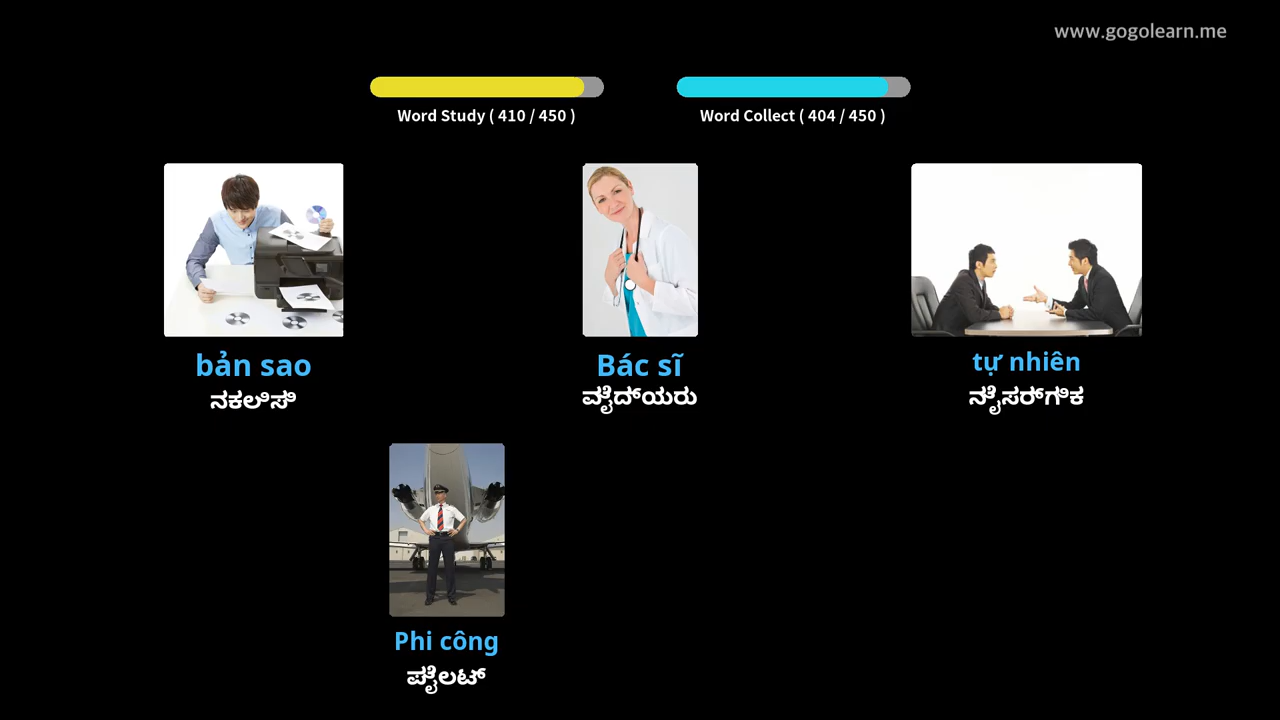 www.gogolearn.me
Word Study ( 410 / 450 )
Word Collect ( 404 / 450 )
bản sao
ನಕಲಿಸಿ
Bác sĩ
ವೈದ್ಯರು
tự nhiên
ನೈಸರ್ಗಿಕ
Phi công
ಪೈಲಟ್